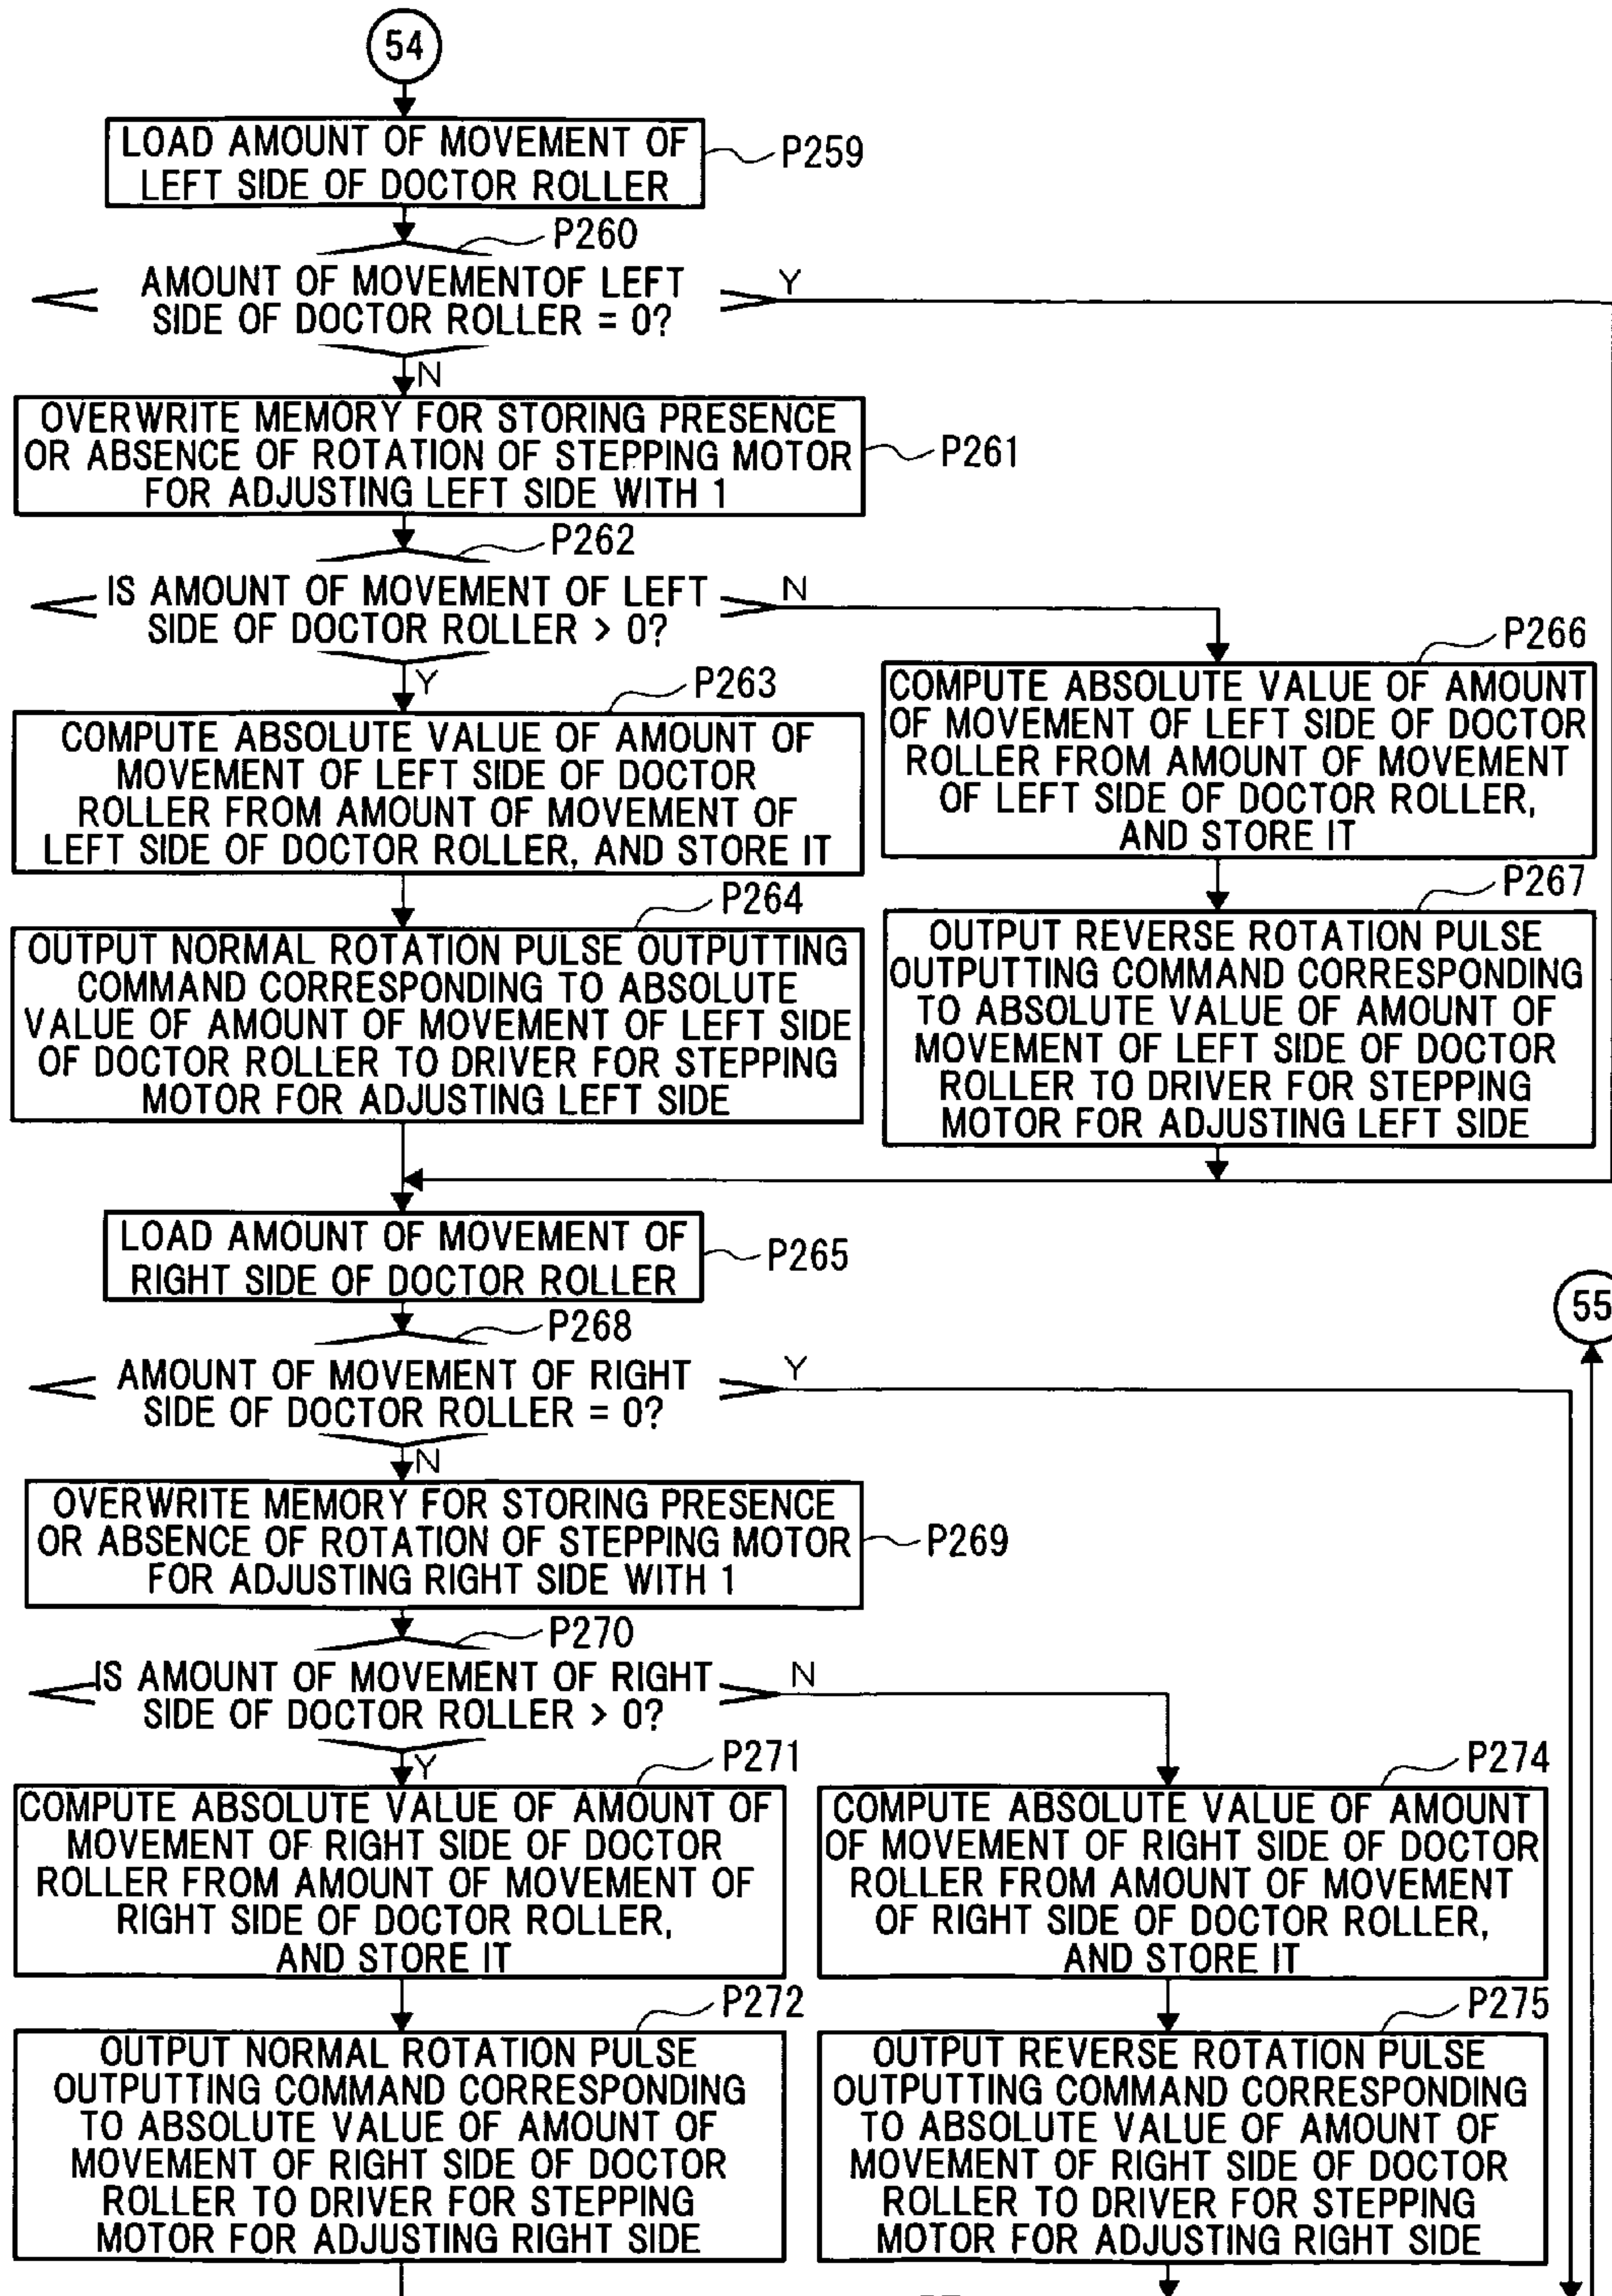 54
LOAD AMOUNT OF MOVEMENT OF
LEFT SIDE OF DOCTOR ROLLER
P259
P260
AMOUNT OF MOVEMENTOF LEFT
SIDE OF DOCTOR ROLLER = 0?
Y
N
OVERWRITE MEMORY FOR STORING PRESENCE
OR ABSENCE OF ROTATION OF STEPPING MOTOR
FOR ADJUSTING LEFT SIDE WITH 1
P261
P262
IS AMOUNT OF MOVEMENT OF LEFT
SIDE OF DOCTOR ROLLER > 0?
N
Y
P263
COMPUTE ABSOLUTE VALUE OF AMOUNT OF
MOVEMENT OF LEFT SIDE OF DOCTOR
ROLLER FROM AMOUNT OF MOVEMENT OF
LEFT SIDE OF DOCTOR ROLLER, AND STORE IT
P264
OUTPUT NORMAL ROTATION PULSE OUTPUTTING
COMMAND CORRESPONDING TO ABSOLUTE
VALUE OF AMOUNT OF MOVEMENT OF LEFT SIDE
OF DOCTOR ROLLER TO DRIVER FOR STEPPING
MOTOR FOR ADJUSTING LEFT SIDE
P266
COMPUTE ABSOLUTE VALUE OF AMOUNT
OF MOVEMENT OF LEFT SIDE OF DOCTOR
ROLLER FROM AMOUNT OF MOVEMENT
OF LEFT SIDE OF DOCTOR ROLLER,
AND STORE IT
P267
OUTPUT REVERSE ROTATION PULSE
OUTPUTTING COMMAND CORRESPONDING
TO ABSOLUTE VALUE OF AMOUNT OF
MOVEMENT OF LEFT SIDE OF DOCTOR
ROLLER TO DRIVER FOR STEPPING
MOTOR FOR ADJUSTING LEFT SIDE
LOAD AMOUNT OF MOVEMENT OF
RIGHT SIDE OF DOCTOR ROLLER
P265
55
P268
AMOUNT OF MOVEMENT OF RIGHT
SIDE OF DOCTOR ROLLER = 0?
Y
N
OVERWRITE MEMORY FOR STORING PRESENCE
OR ABSENCE OF ROTATION OF STEPPING MOTOR
FOR ADJUSTING RIGHT SIDE WITH 1
P269
P270
IS AMOUNT OF MOVEMENT OF RIGHT
SIDE OF DOCTOR ROLLER > 0?
N
Y
P271
COMPUTE ABSOLUTE VALUE OF AMOUNT OF
MOVEMENT OF RIGHT SIDE OF DOCTOR
ROLLER FROM AMOUNT OF MOVEMENT OF
RIGHT SIDE OF DOCTOR ROLLER,
AND STORE IT
P272
OUTPUT NORMAL ROTATION PULSE
OUTPUTTING COMMAND CORRESPONDING
TO ABSOLUTE VALUE OF AMOUNT OF
MOVEMENT OF RIGHT SIDE OF DOCTOR
ROLLER TO DRIVER FOR STEPPING
MOTOR FOR ADJUSTING RIGHT SIDE
P274
COMPUTE ABSOLUTE VALUE OF AMOUNT
OF MOVEMENT OF RIGHT SIDE OF DOCTOR
ROLLER FROM AMOUNT OF MOVEMENT
OF RIGHT SIDE OF DOCTOR ROLLER,
AND STORE IT
P275
OUTPUT REVERSE ROTATION PULSE
OUTPUTTING COMMAND CORRESPONDING
TO ABSOLUTE VALUE OF AMOUNT OF
MOVEMENT OF RIGHT SIDE OF DOCTOR
ROLLER TO DRIVER FOR STEPPING
MOTOR FOR ADJUSTING RIGHT SIDE